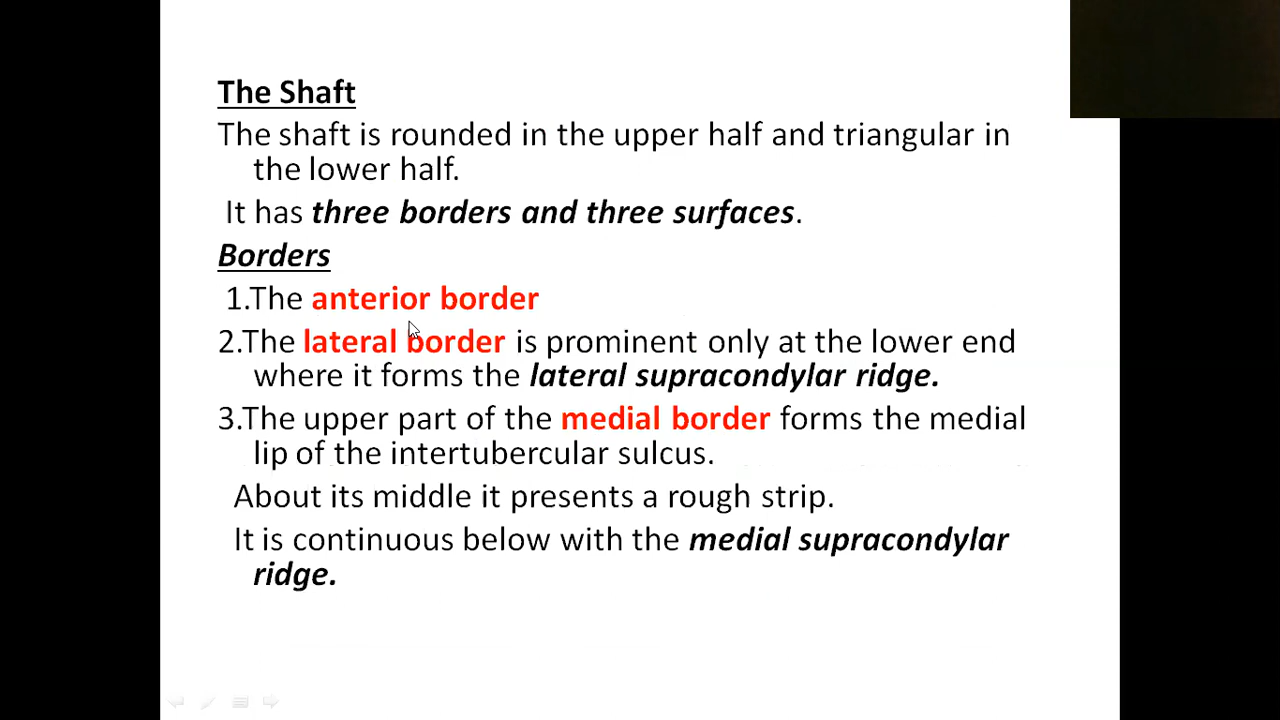 The Shaft
The shaft is rounded in the upper half and triangular in
the lower half.
It has three borders and three surfaces.
Borders
1.The anterior border
2.The lateral border is prominent only at the lower end
where it forms the lateral supracondylar ridge.
3.The upper part of the medial border forms the medial
lip of the intertubercular sulcus.
About its middle it presents a rough strip.
It is continuous below with the medial supracondylar
ridge.